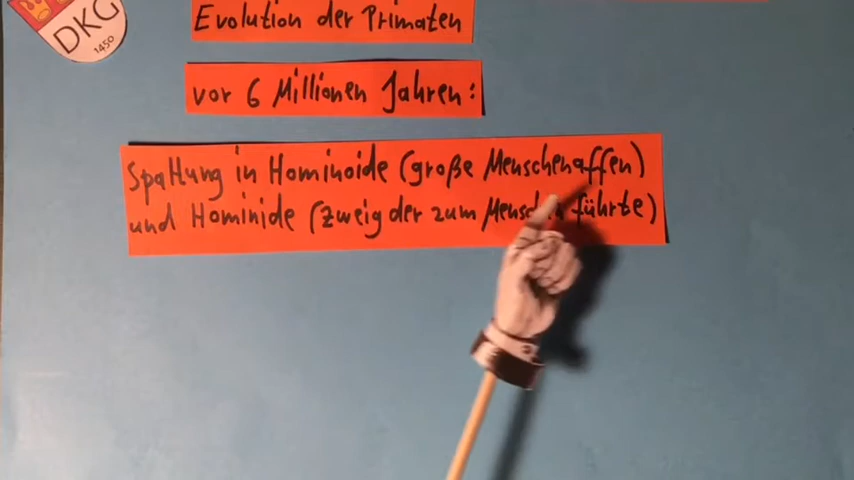 DKG
1450
Evolution der Primaten
vor 6 Millionen Jahren:
Spaltung in Hominoide (große Menschenaffen)
und Hominide (zweig der zum Menschen führte)